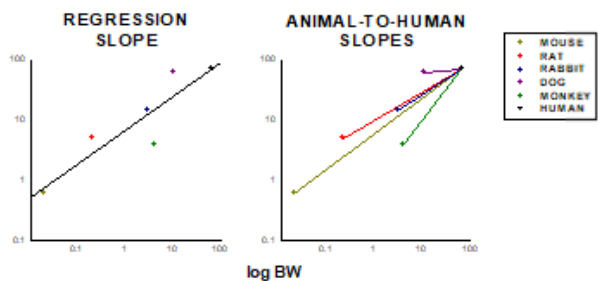 REGRESSION
SLOPE
ANIMAL-TO-HUMAN
SLOPES
100
10
1
0.1
0.1
1
10
100
100
10
1
0.1
0.1
1
10
100
MOUSE
RAT
RABBIT
DOG
MONKEY
HUMAN
log BW